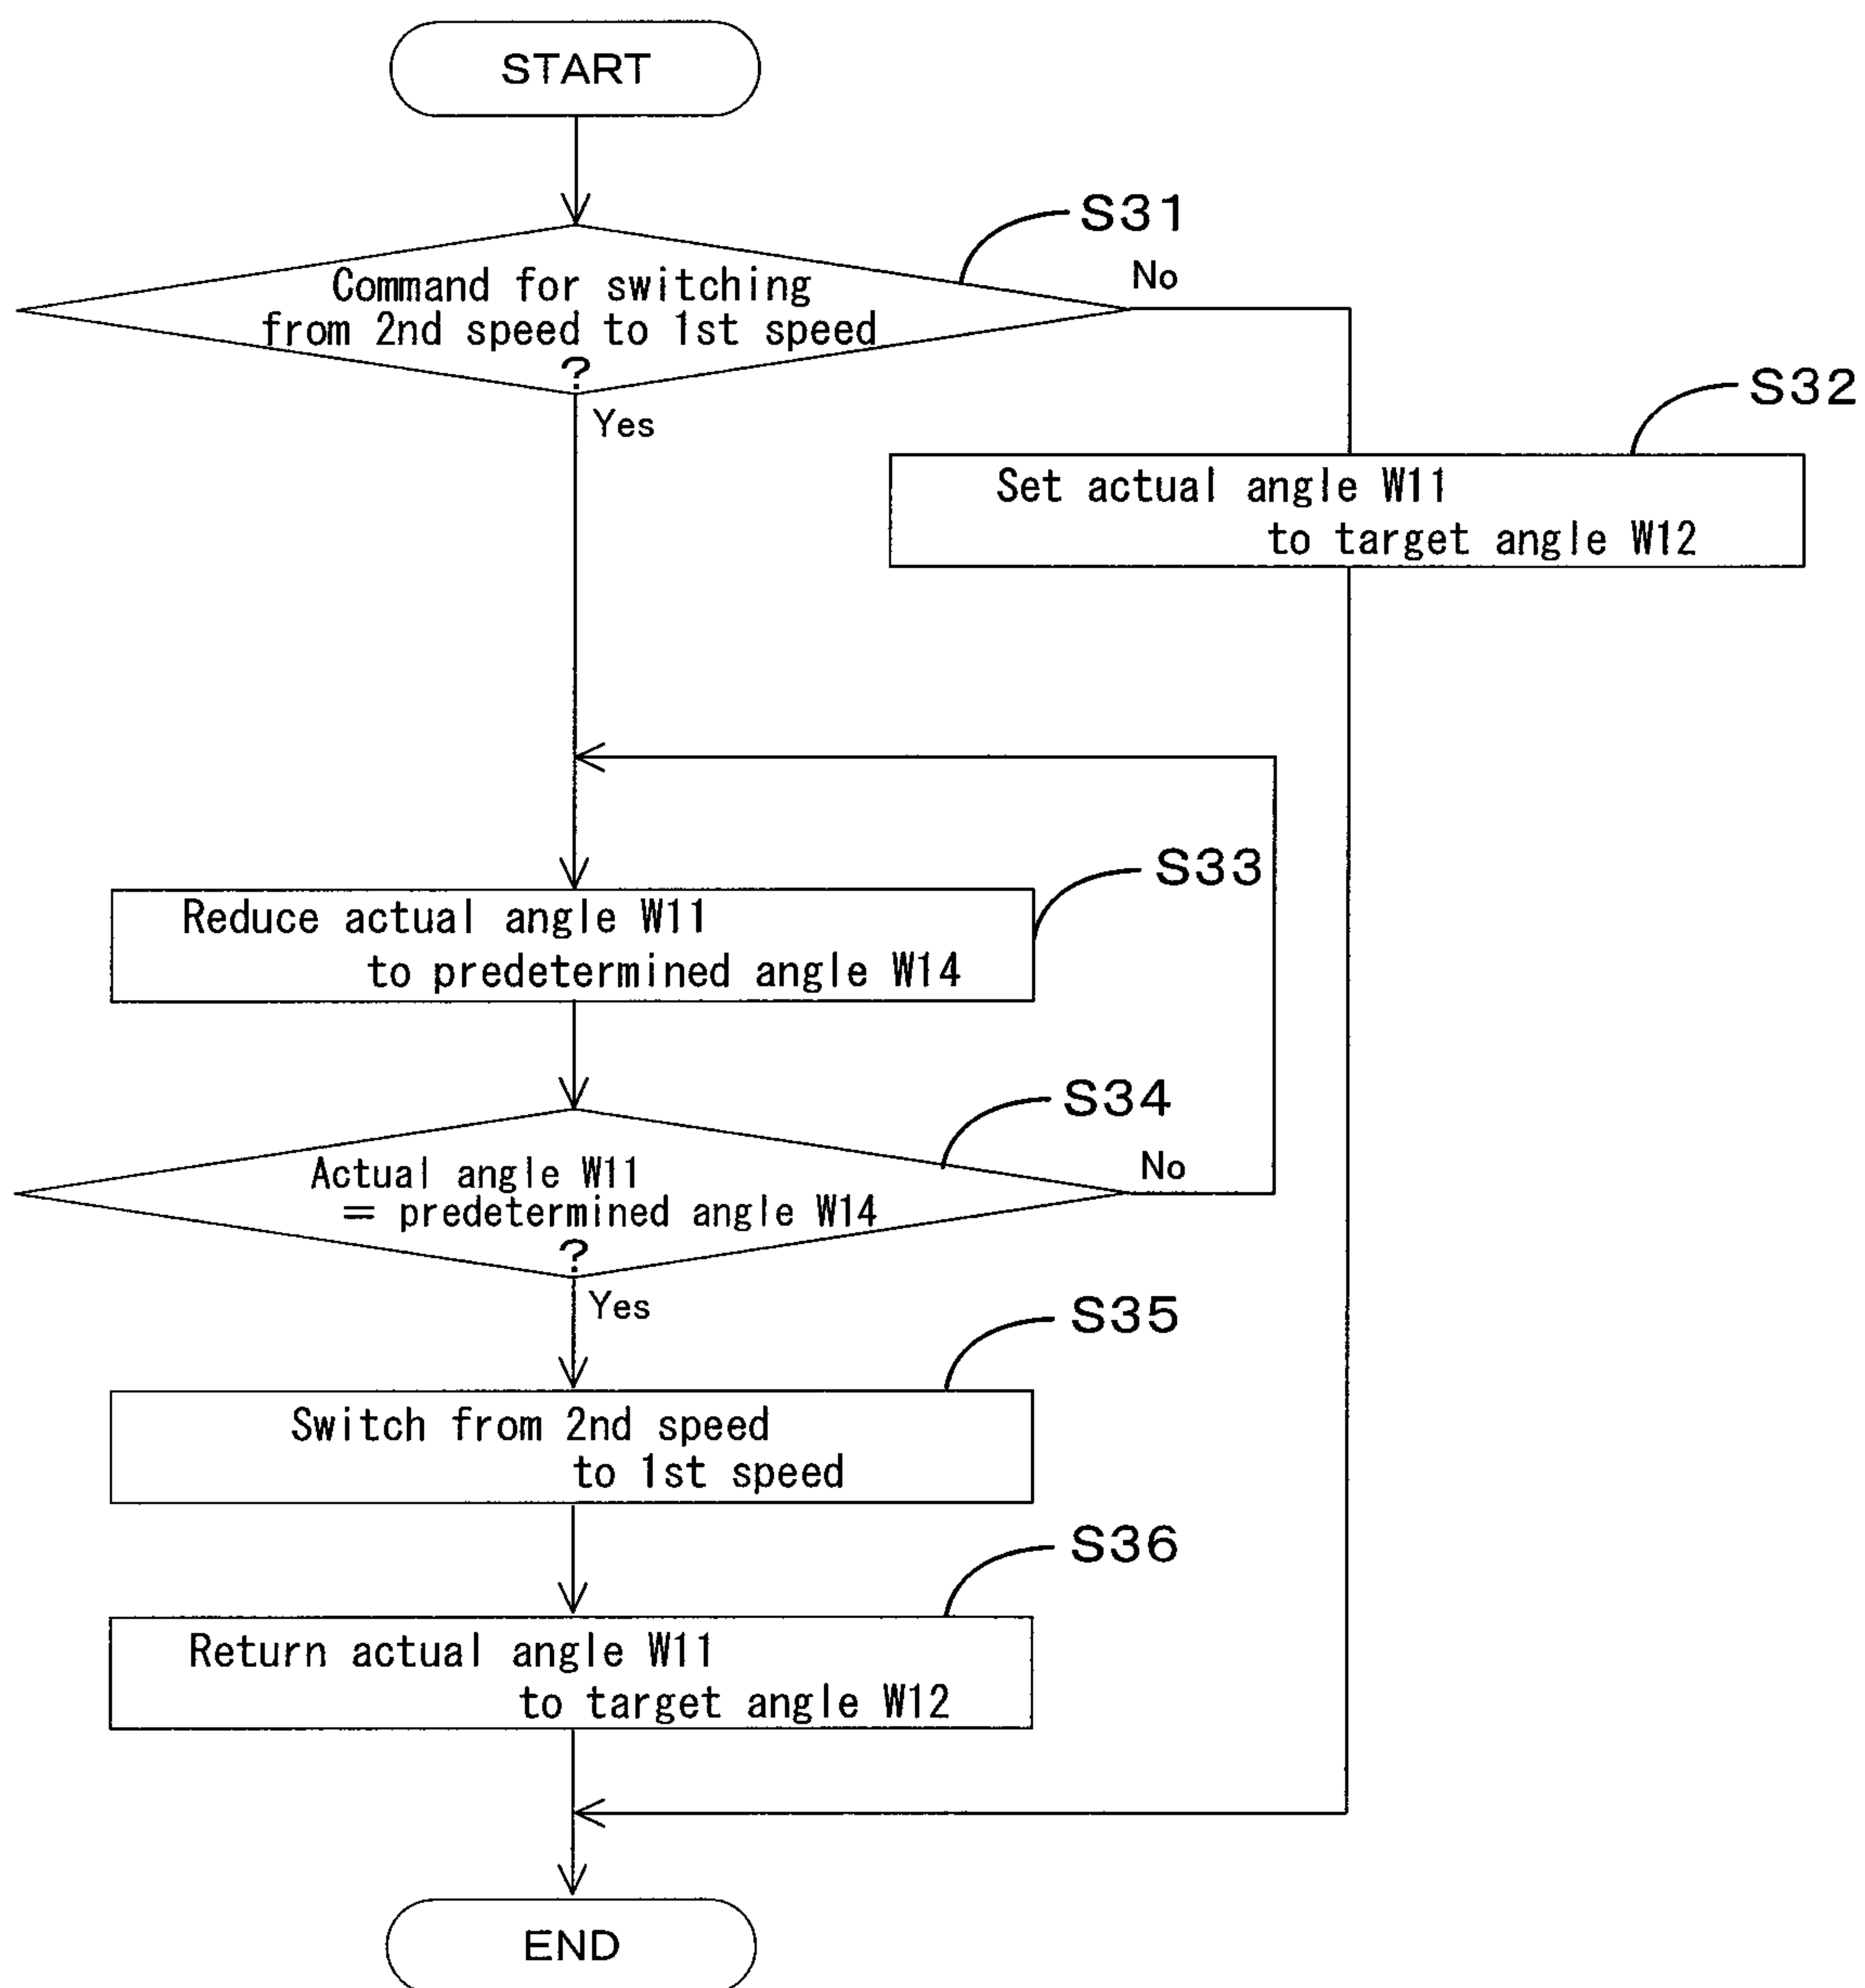 START
S31
Command for switching
from 2nd speed to 1st speed
?
No
Yes
S32
Set actual angle W11
to target angle W12
S33
Reduce actual angle W11
to predetermined angle W14
S34
Actual angle W11
= predetermined angle W14
?
No
Yes
S35
Switch from 2nd speed
to 1st speed
S36
Return actual angle W11
to target angle W12
END